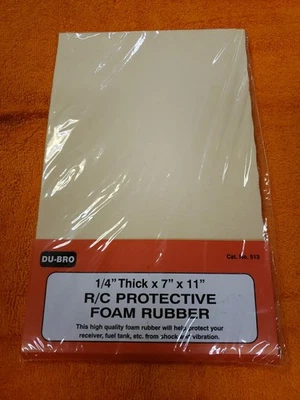 DU-BRO
Cat. No. 513
1/4" Thick x 7" x 11"
R/C PROTECTIVE
FOAM RUBBER
This high quality foam rubber will help protect your
receiver, fuel tank, etc. from shock and vibration.